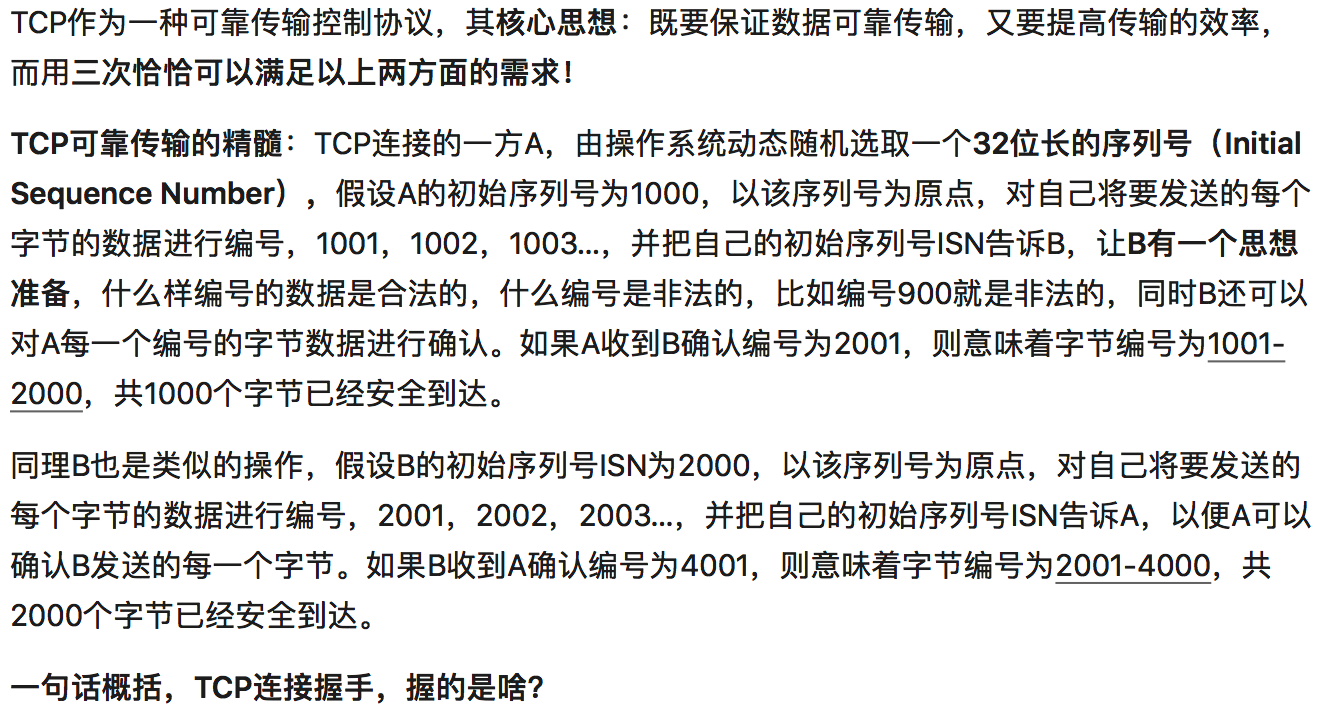 TCP作为一种可靠传输控制协议，其核心思想：既要保证数据可靠传输，又要提高传输的效率，
而用三次恰恰可以满足以上两方面的需求！
TCP可靠传输的精髓：TCP连接的一方A，由操作系统动态随机选取一个32位长的序列号（Initial
Sequence Number），假设A的初始序列号为1000，以该序列号为原点，对自己将要发送的每个
字节的数据进行编号，1001，1002，1003…，并把自己的初始序列号ISN告诉B，让B有一个思想
准备，什么样编号的数据是合法的，什么编号是非法的，比如编号900就是非法的，同时B还可以
对A每一个编号的字节数据进行确认。如果A收到B确认编号为2001，则意味着字节编号为1001-
2000，共1000个字节已经安全到达。
同理B也是类似的操作，假设B的初始序列号ISN为2000，以该序列号为原点，对自己将要发送的
每个字节的数据进行编号，2001，2002，2003…，并把自己的初始序列号ISN告诉A，以便A可以
确认B发送的每一个字节。如果B收到A确认编号为4001，则意味着字节编号为2001-4000，共
2000个字节已经安全到达。
一句话概括，TCP连接握手，握的是啥？